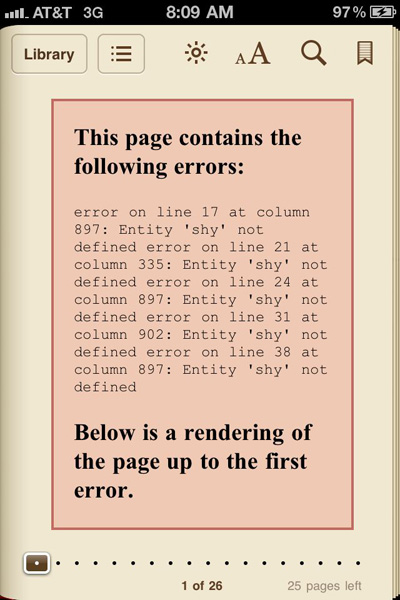 AT&T 3G 8:09 AM 97%
Library AA
This page contains the
following errors:
error on line 17 at column
897: Entity 'shy' not
defined error on line 21 at
column 335: Entity 'shy' not
defined error on line 24 at
column 897: Entity 'shy' not
defined error on line 31 at
column 902: Entity 'shy' not
defined error on line 38 at
column 897: Entity 'shy' not
defined
Below is a rendering of
the page up to the first
error.
1 of 26 25 pages left